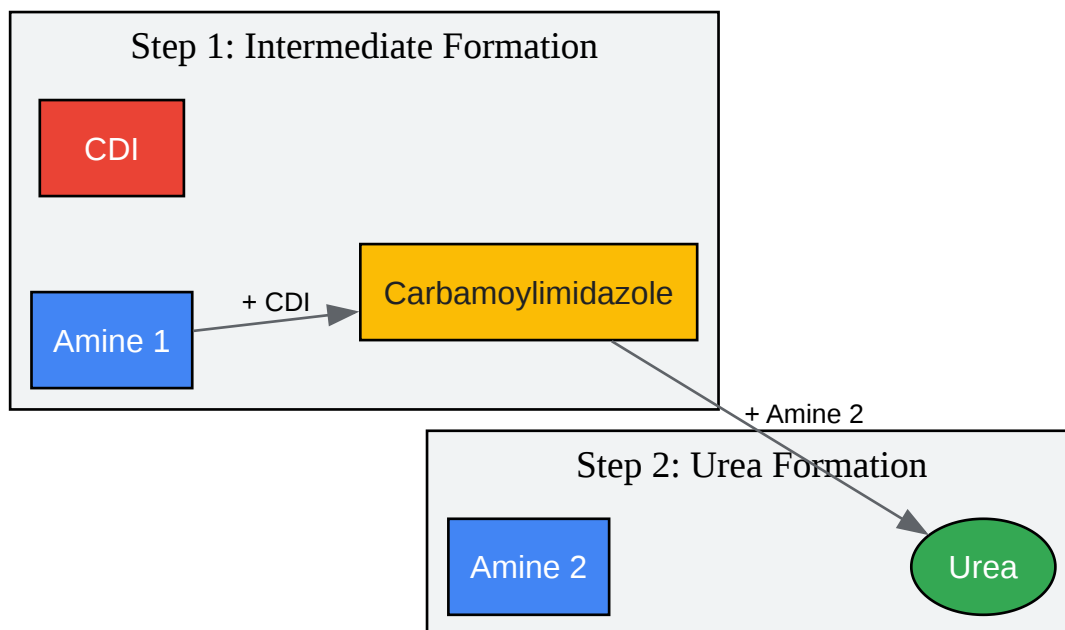 Step 1: Intermediate Formation
CDI
Amine 1
+ CDI
Carbamoylimidazole
+ Amine 2
Step 2: Urea Formation
Amine 2
Urea